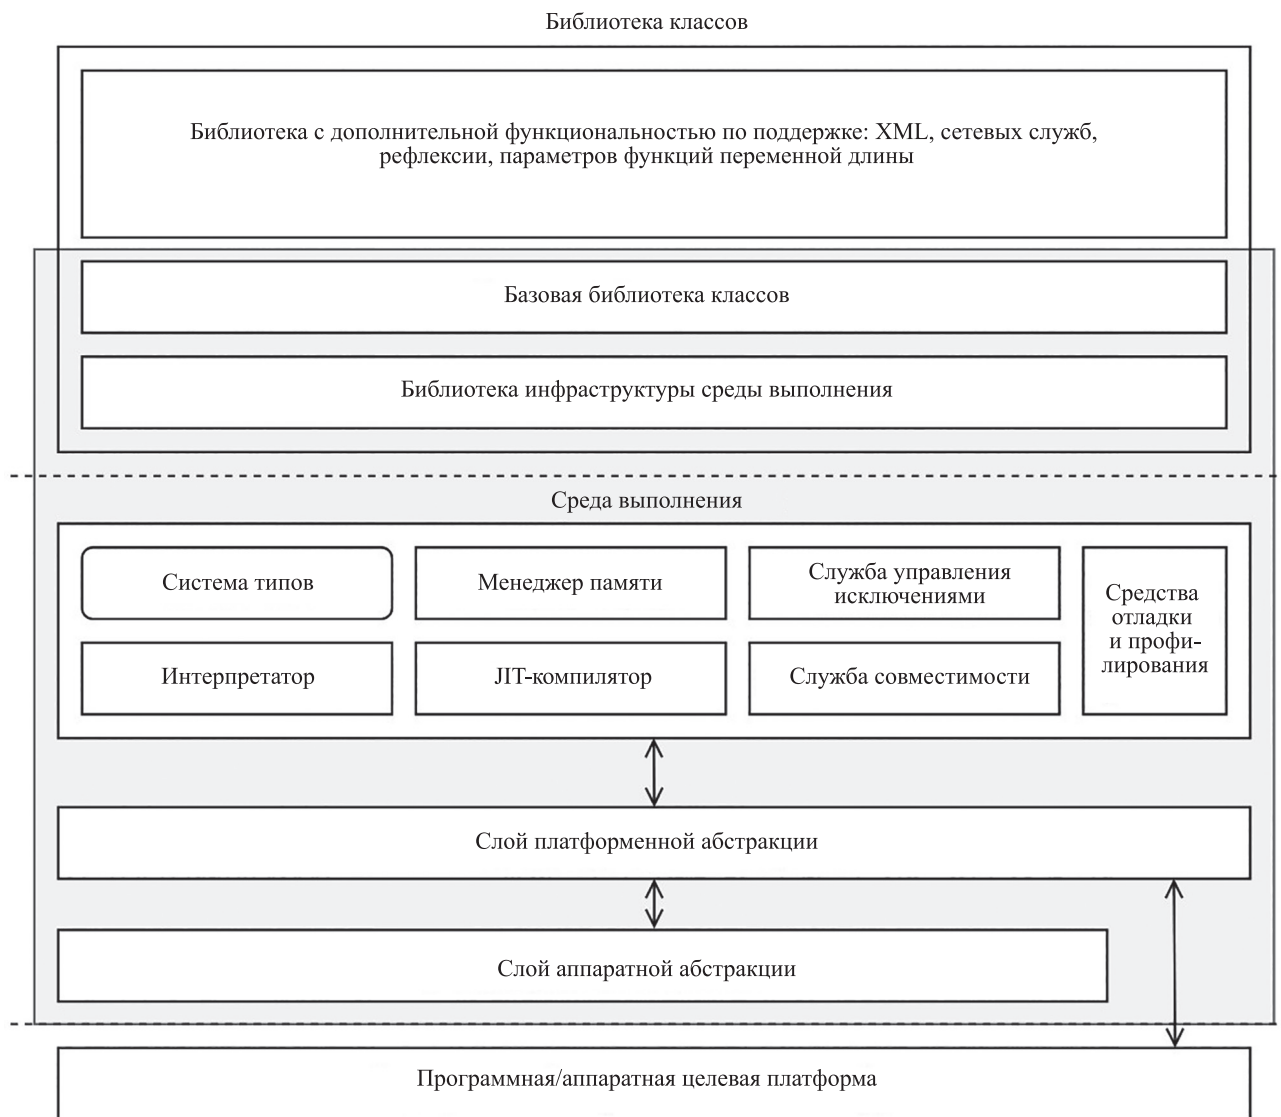 Библиотека классов
Библиотека с дополнительной функциональностью по поддержке: XML, сетевых служб,
рефлексии, параметров функций переменной длины
Базовая библиотека классов
Библиотека инфраструктуры среды выполнения
Среда выполнения
Система типов
Менеджер памяти
Служба управления
исключениями
Средства
отладки
и профи-
лирования
Интерпретатор
JIT-компилятор
Служба совместимости
Слой платформенной абстракции
Слой аппаратной абстракции
Программная/аппаратная целевая платформа